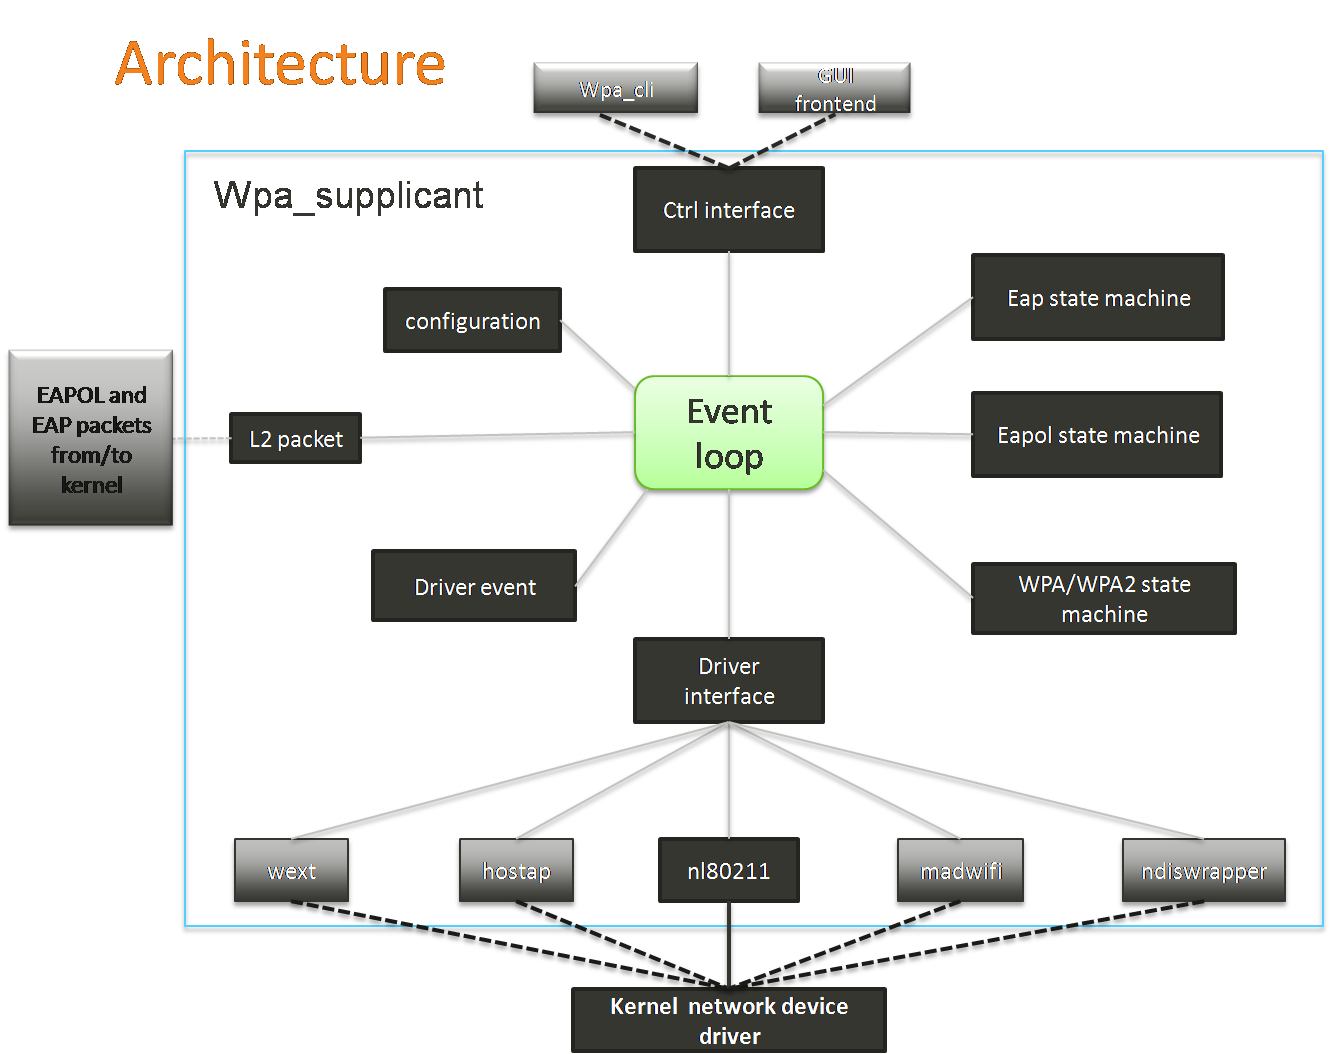 Architecture
Wpa_cli
GUI
frontend
Wpa_supplicant
Ctrl interface
Eap state machine
configuration
EAPOL and
EAP packets
from/to
kernel
L2 packet
Event
loop
Eapol state machine
Driver event
WPA/WPA2 state
machine
Driver
interface
wext
hostap
nl80211
madwifi
ndiswrapper
Kernel network device
driver